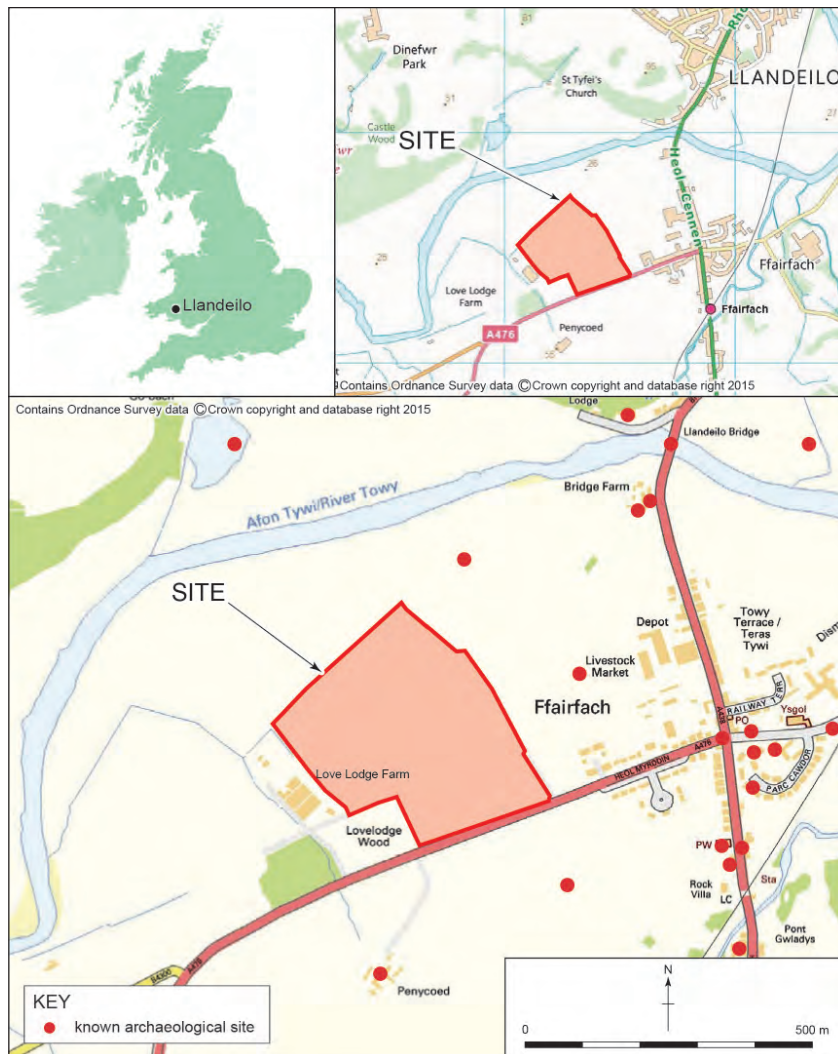 Llandeilo
Dinefwr
Park
St Tyfei's
Church
LLANDEILO
Castle
Wood
SITE
Heol Cennen
Love Lodge
Farm
Penycoed
A476
Ffairfach
Ffairfach
Contains Ordnance Survey data © Crown copyright and database right 2015
Contains Ordnance Survey data © Crown copyright and database right 2015
Lodge
Llandeilo Bridge
Bridge Farm
Afon Tywi/River Towy
SITE
Depot
Towy
Terrace /
Teras
Tywi
Livestock
Market
Ffairfach
RAILWAY TERR
PO
Ysgol
A476
HEOL MYRDDIN
PARC CAWDOR
Love Lodge Farm
Lovelodge
Wood
PW
Rock
Villa
LC
Sta
Pont
Gwladys
B4300
A476
Penycoed
KEY
known archaeological site
N
0
500 m